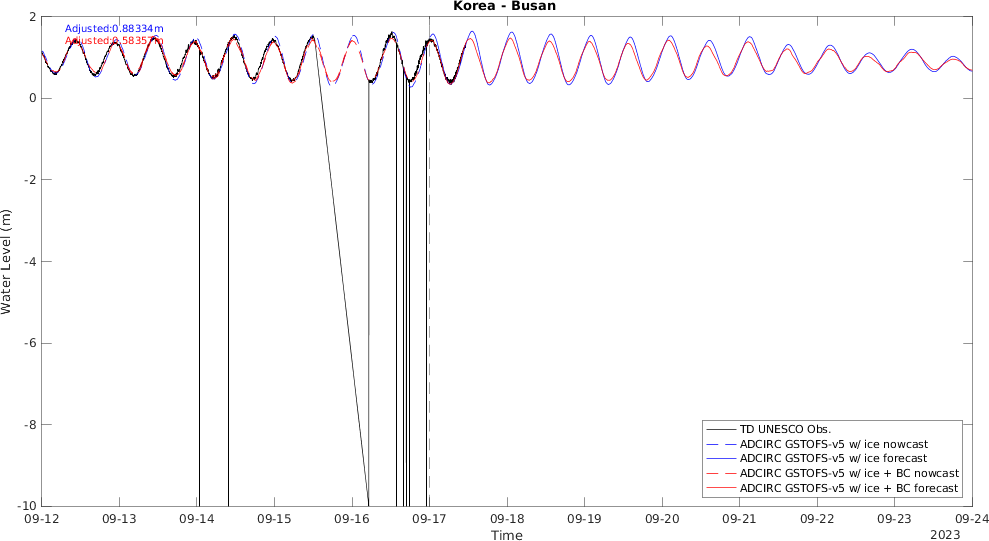 Korea - Busan
Adjusted:0.88334m
Adjusted:0.58357m
2
0
-2
-4
-6
-8
-10
Water Level (m)
09-12 09-13 09-14 09-15 09-16 09-17 09-18 09-19 09-20 09-21 09-22 09-23 09-24
Time
2023
TD UNESCO Obs.
ADCIRC GSTOFS-v5 w/ ice nowcast
ADCIRC GSTOFS-v5 w/ ice forecast
ADCIRC GSTOFS-v5 w/ ice + BC nowcast
ADCIRC GSTOFS-v5 w/ ice + BC forecast